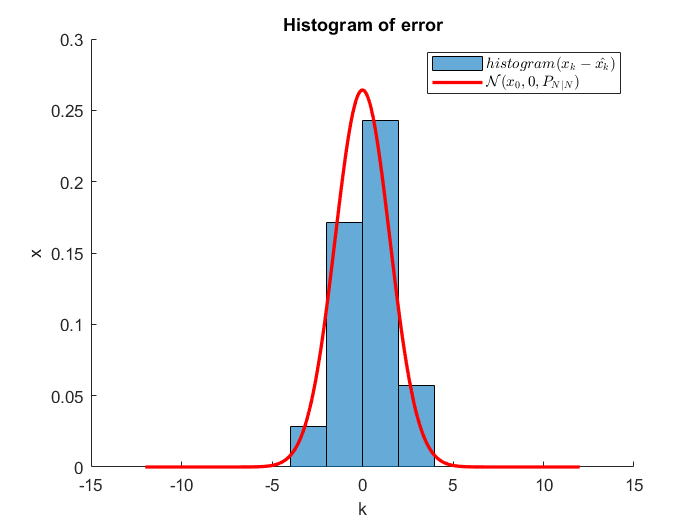 Histogram of error
histogram(x_k − x̂_k)
𝒩(x_0, 0, P_{N|N})
0.3
0.25
0.2
0.15
0.1
0.05
0
x
-15 -10 -5 0 5 10 15
k